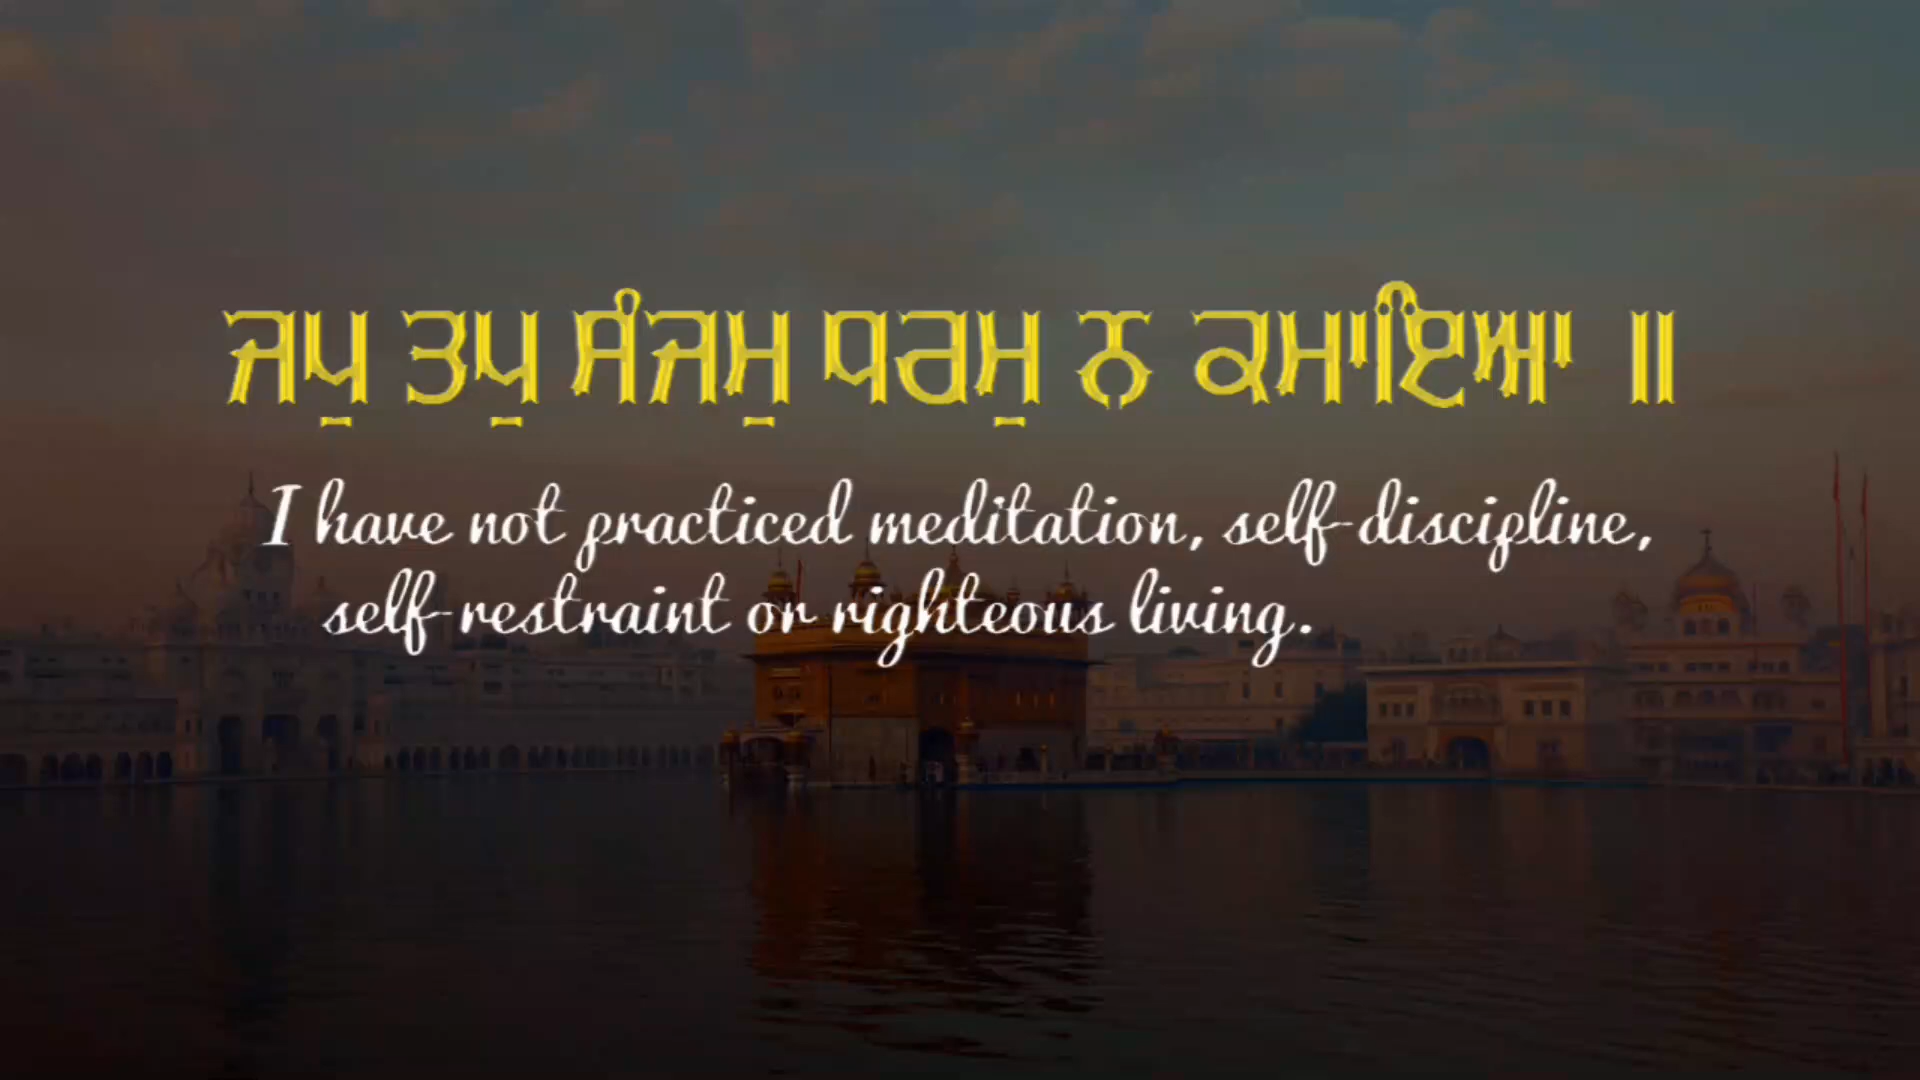 ਜਪੁ ਤਪੁ ਸੰਜਮੁ ਧਰਮੁ ਨ ਕਮਾਇਆ ॥
I have not practiced meditation, self-discipline,
self-restraint or righteous living.